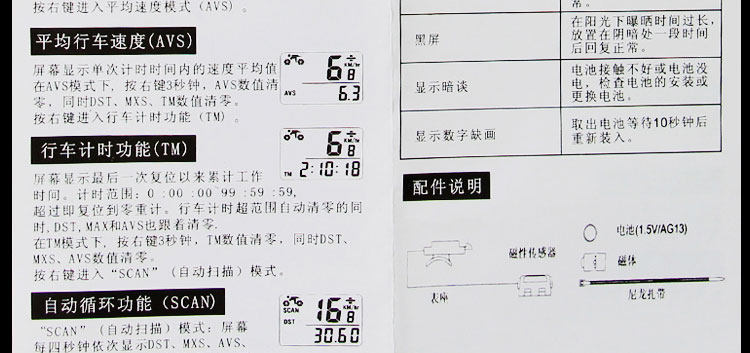 按右键进入平均速度模式（AVS）。
平均行车速度(AVS)
屏幕显示单次计时时间内的速度平均值
在AVS模式下，按右键3秒钟，AVS数值清
零，同时DST、MXS、TM数值清零。
按右键进入行车计时功能（TM）。
68
KM/Hr
AVS
6.3
行车计时功能(TM)
屏幕显示最后一次复位以来累计工作
时间。计时范围：0:00:00~99:59:59，
超过即复位到零重计。行车计时超范围自动清零的同
时，DST，MAX和AVS也跟着清零．
在TM模式下，按右键3秒钟，TM数值清零，同时DST、
MXS、AVS数值清零。
按右键进入“SCAN”（自动扫描）模式。
68
KM/Hr
TM
2:10:18
自动循环功能（SCAN)
“SCAN”（自动扫描）模式：屏幕
每四秒钟依次显示DST、MXS、AVS、
168
KM/Hr
SCAN
DST
30.60
常。
黑屏
在阳光下曝晒时间过长，
放置在阴暗处一段时间
后回复正常。
显示暗谈
电池接触不好或电池没
电，检查电池的安装或
更换电池。
显示数字缺画
取出电池等待10秒钟后
重新装入。
配件说明
电池(1.5V/AG13)
磁性传感器
磁体
表座
尼龙扎带